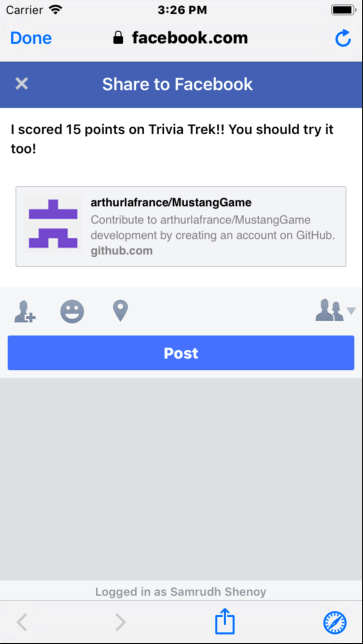 Carrier 3:26 PM
Done facebook.com
Share to Facebook
I scored 15 points on Trivia Trek!! You should try it
too!
arthurlafrance/MustangGame
Contribute to arthurlafrance/MustangGame
development by creating an account on GitHub.
github.com
Post
Logged in as Samrudh Shenoy